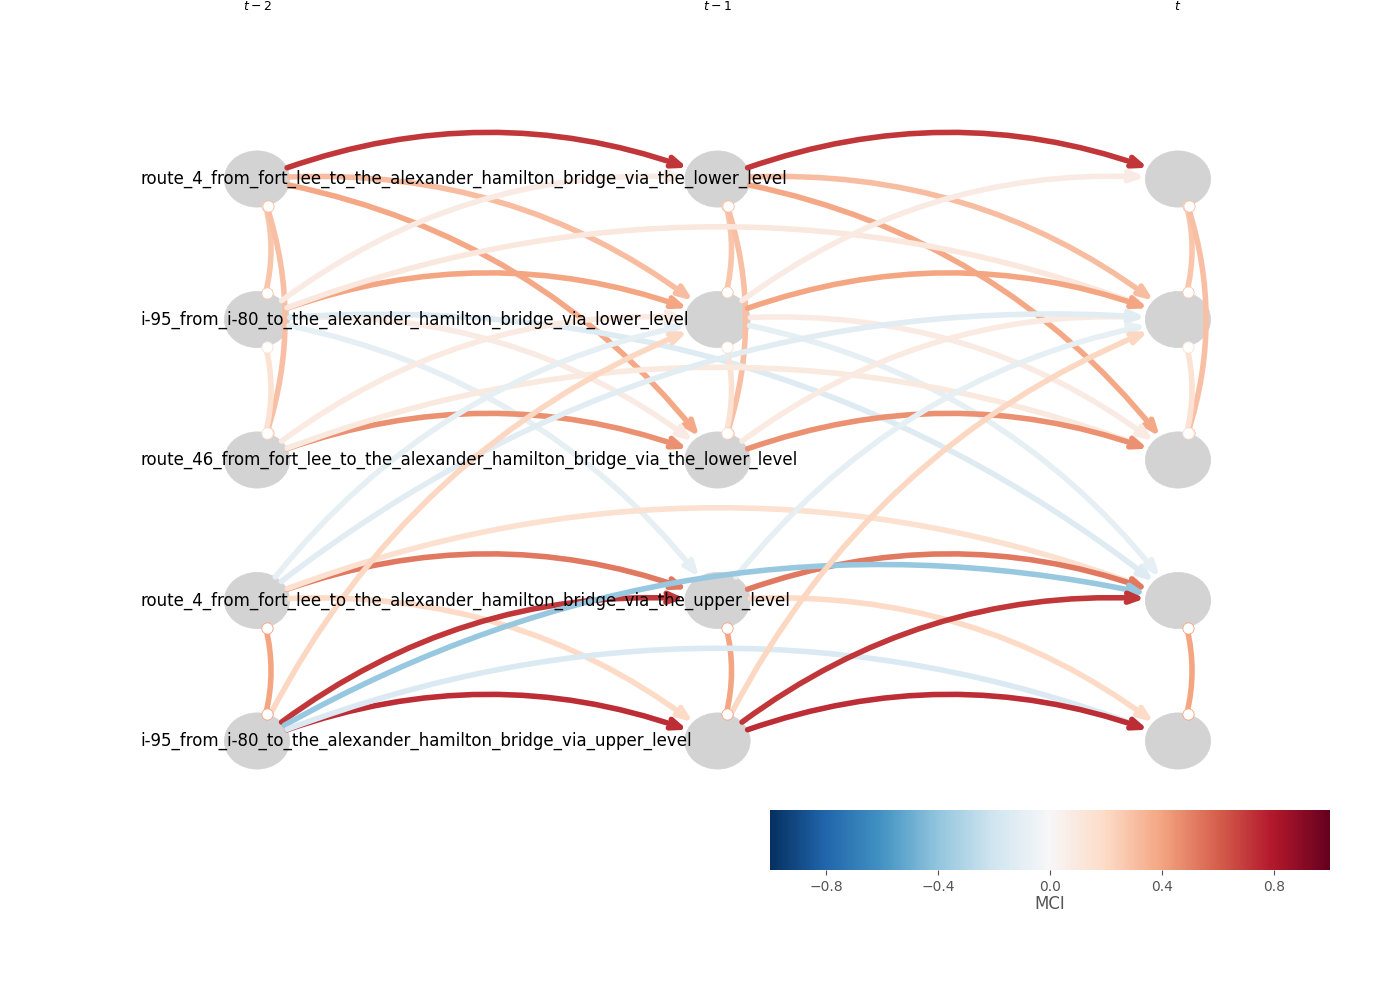 t − 2 t − 1 t
route_4_from_fort_lee_to_the_alexander_hamilton_bridge_via_the_lower_level
i-95_from_i-80_to_the_alexander_hamilton_bridge_via_lower_level
route_46_from_fort_lee_to_the_alexander_hamilton_bridge_via_the_lower_level
route_4_from_fort_lee_to_the_alexander_hamilton_bridge_via_the_upper_level
i-95_from_i-80_to_the_alexander_hamilton_bridge_via_upper_level
−0.8 −0.4 0.0 0.4 0.8
MCI